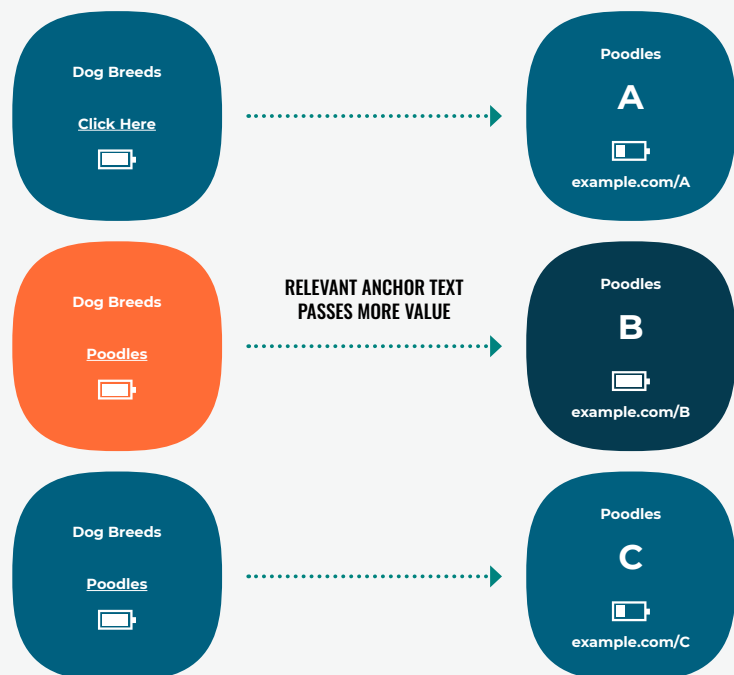 Dog Breeds
Click Here
Poodles
A
example.com/A
Dog Breeds
Poodles
RELEVANT ANCHOR TEXT
PASSES MORE VALUE
Poodles
B
example.com/B
Dog Breeds
Poodles
Poodles
C
example.com/C